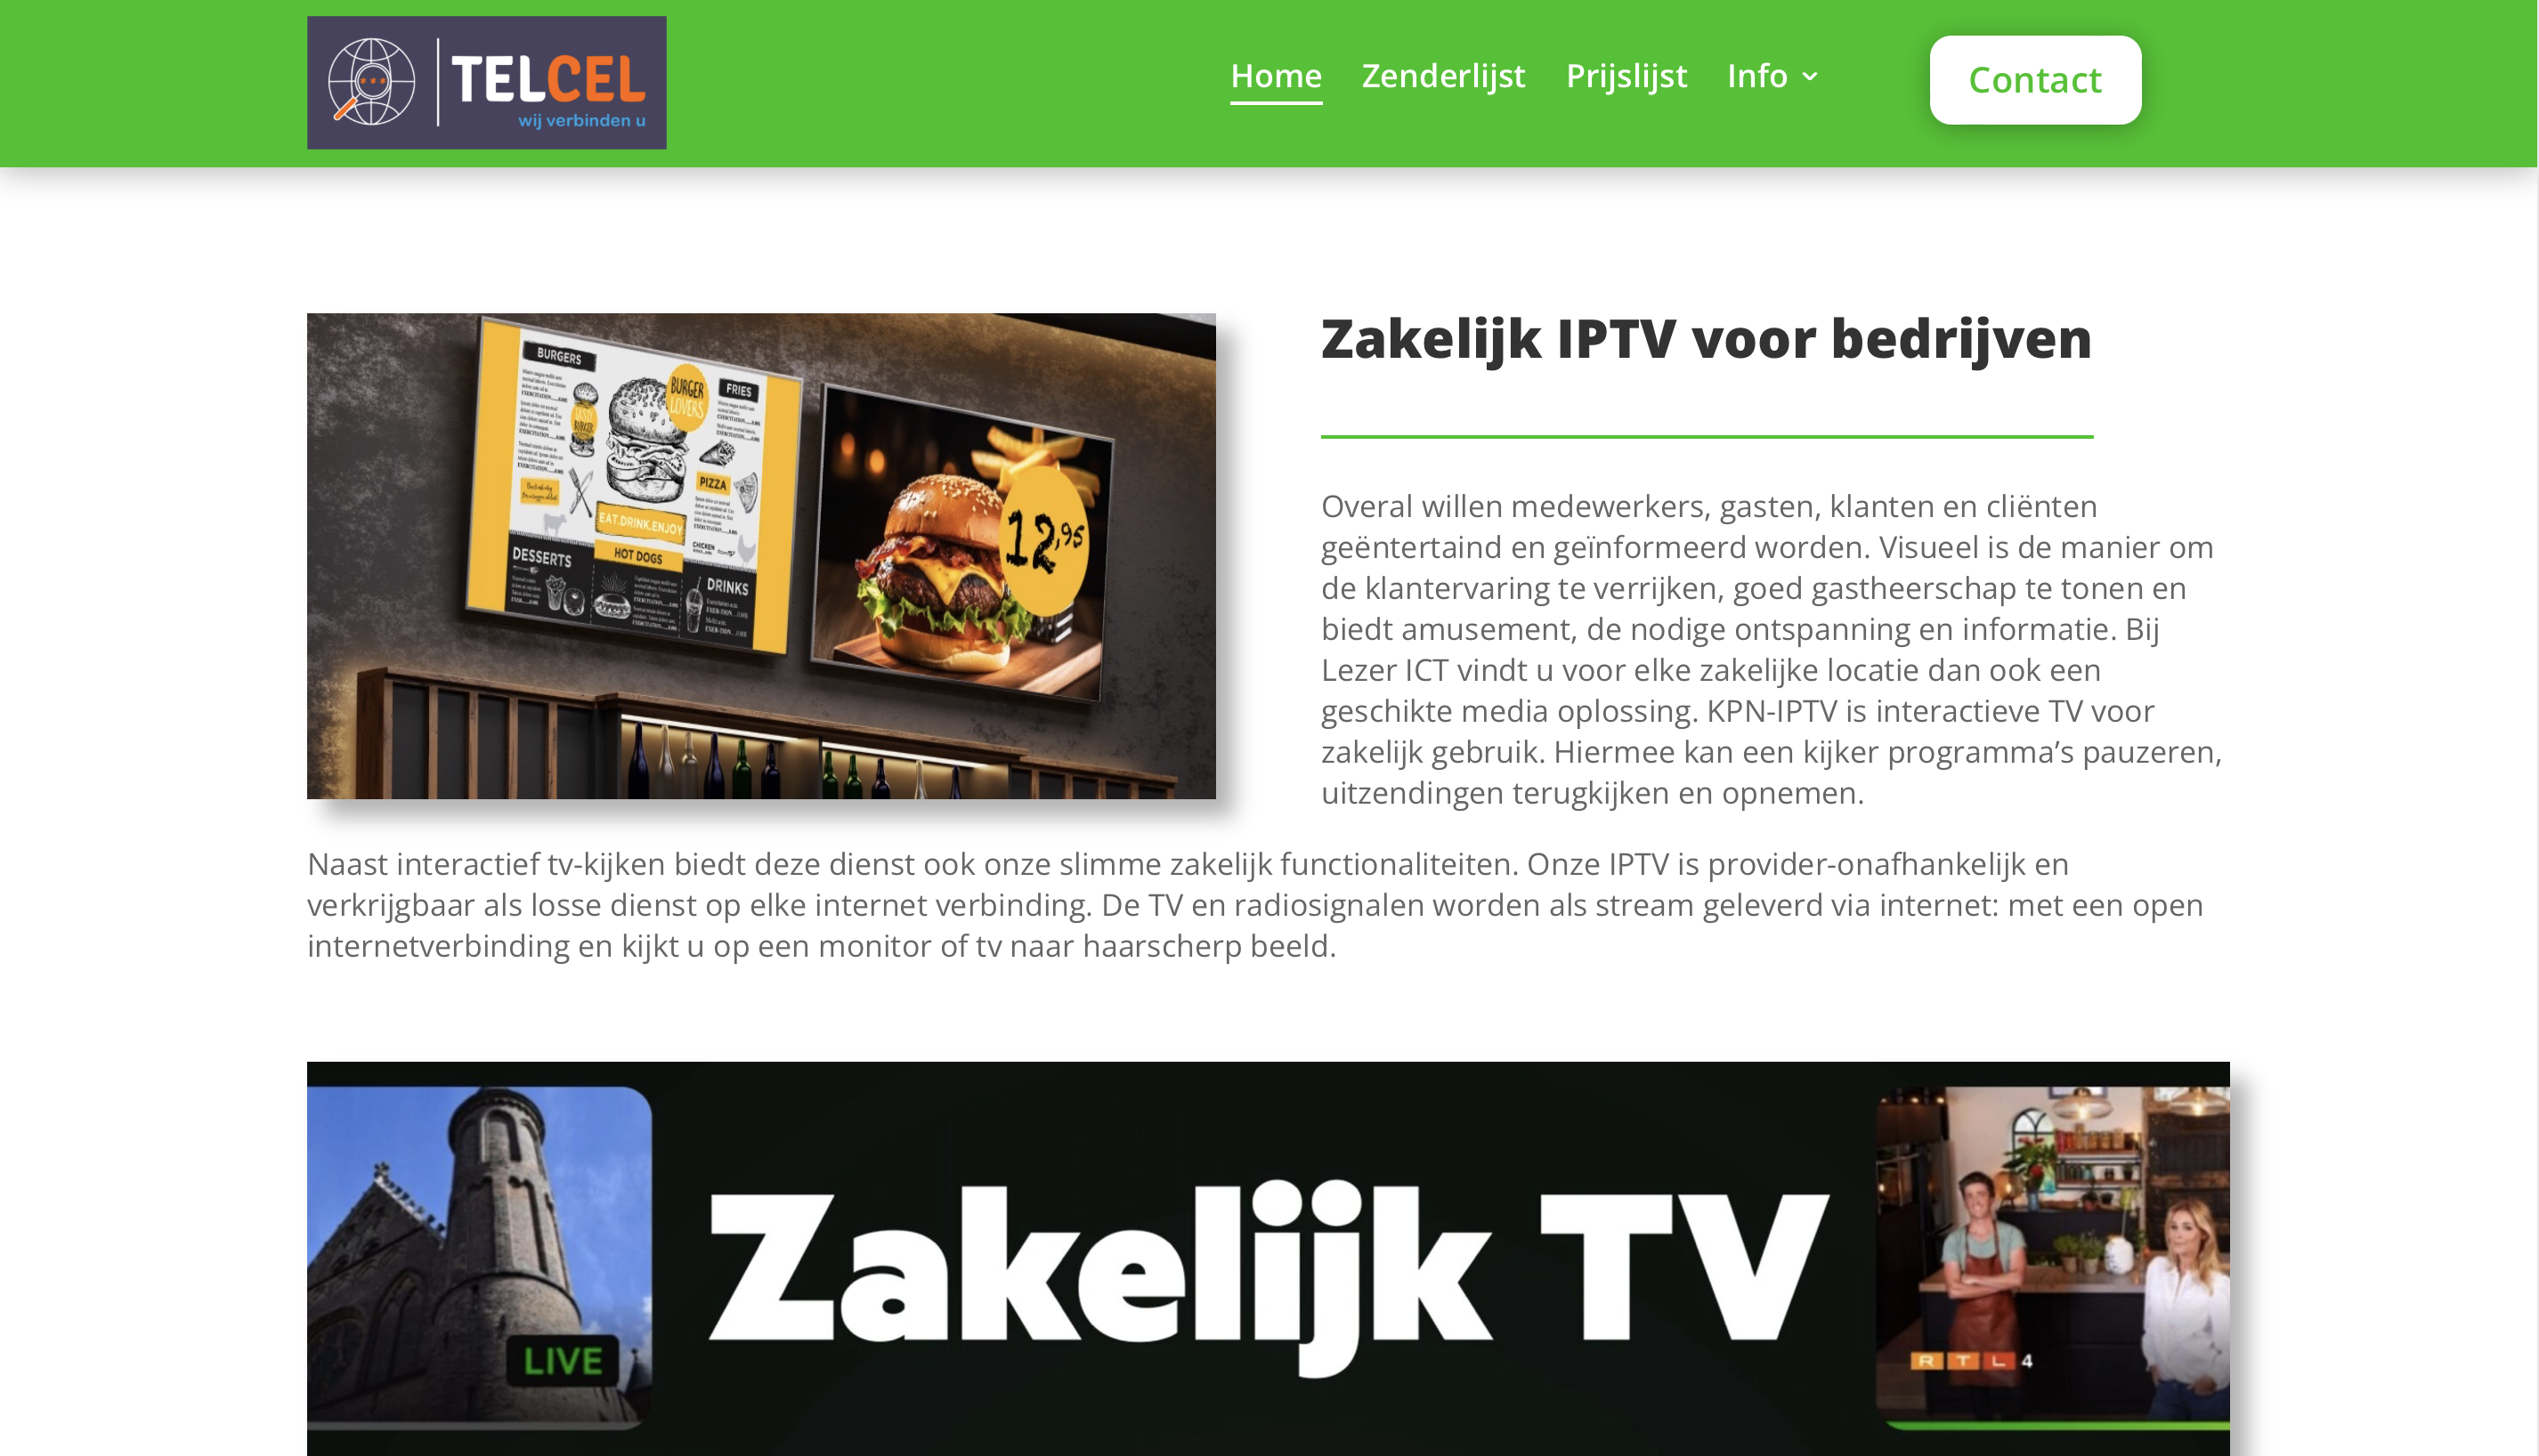 TELCEL
wij verbinden u
Home Zenderlijst Prijslijst Info Contact
BURGERS
BURGER
LOVERS
FRIES
TASTY
BURGER
PIZZA
EAT.DRINK.ENJOY
HOT DOGS
CHICKEN
DESSERTS
DRINKS
12,95
Zakelijk IPTV voor bedrijven
Overal willen medewerkers, gasten, klanten en cliënten
geëntertaind en geïnformeerd worden. Visueel is de manier om
de klantervaring te verrijken, goed gastheerschap te tonen en
biedt amusement, de nodige ontspanning en informatie. Bij
Lezer ICT vindt u voor elke zakelijke locatie dan ook een
geschikte media oplossing. KPN-IPTV is interactieve TV voor
zakelijk gebruik. Hiermee kan een kijker programma’s pauzeren,
uitzendingen terugkijken en opnemen.
Naast interactief tv-kijken biedt deze dienst ook onze slimme zakelijk functionaliteiten. Onze IPTV is provider-onafhankelijk en
verkrijgbaar als losse dienst op elke internet verbinding. De TV en radiosignalen worden als stream geleverd via internet: met een open
internetverbinding en kijkt u op een monitor of tv naar haarscherp beeld.
Zakelijk TV
LIVE
RTL 4